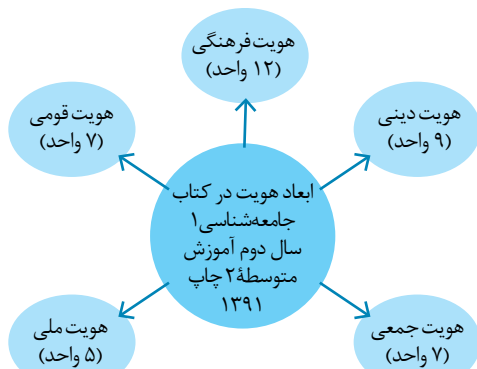 هویت فرهنگی
(۱۲ واحد)
هویت دینی
(۹ واحد)
هویت قومی
(۷ واحد)
ابعاد هویت در کتاب
جامعه‌شناسی۱
سال دوم آموزش
متوسطهٔ۲ چاپ
۱۳۹۱
هویت جمعی
(۷ واحد)
هویت ملی
(۵ واحد)